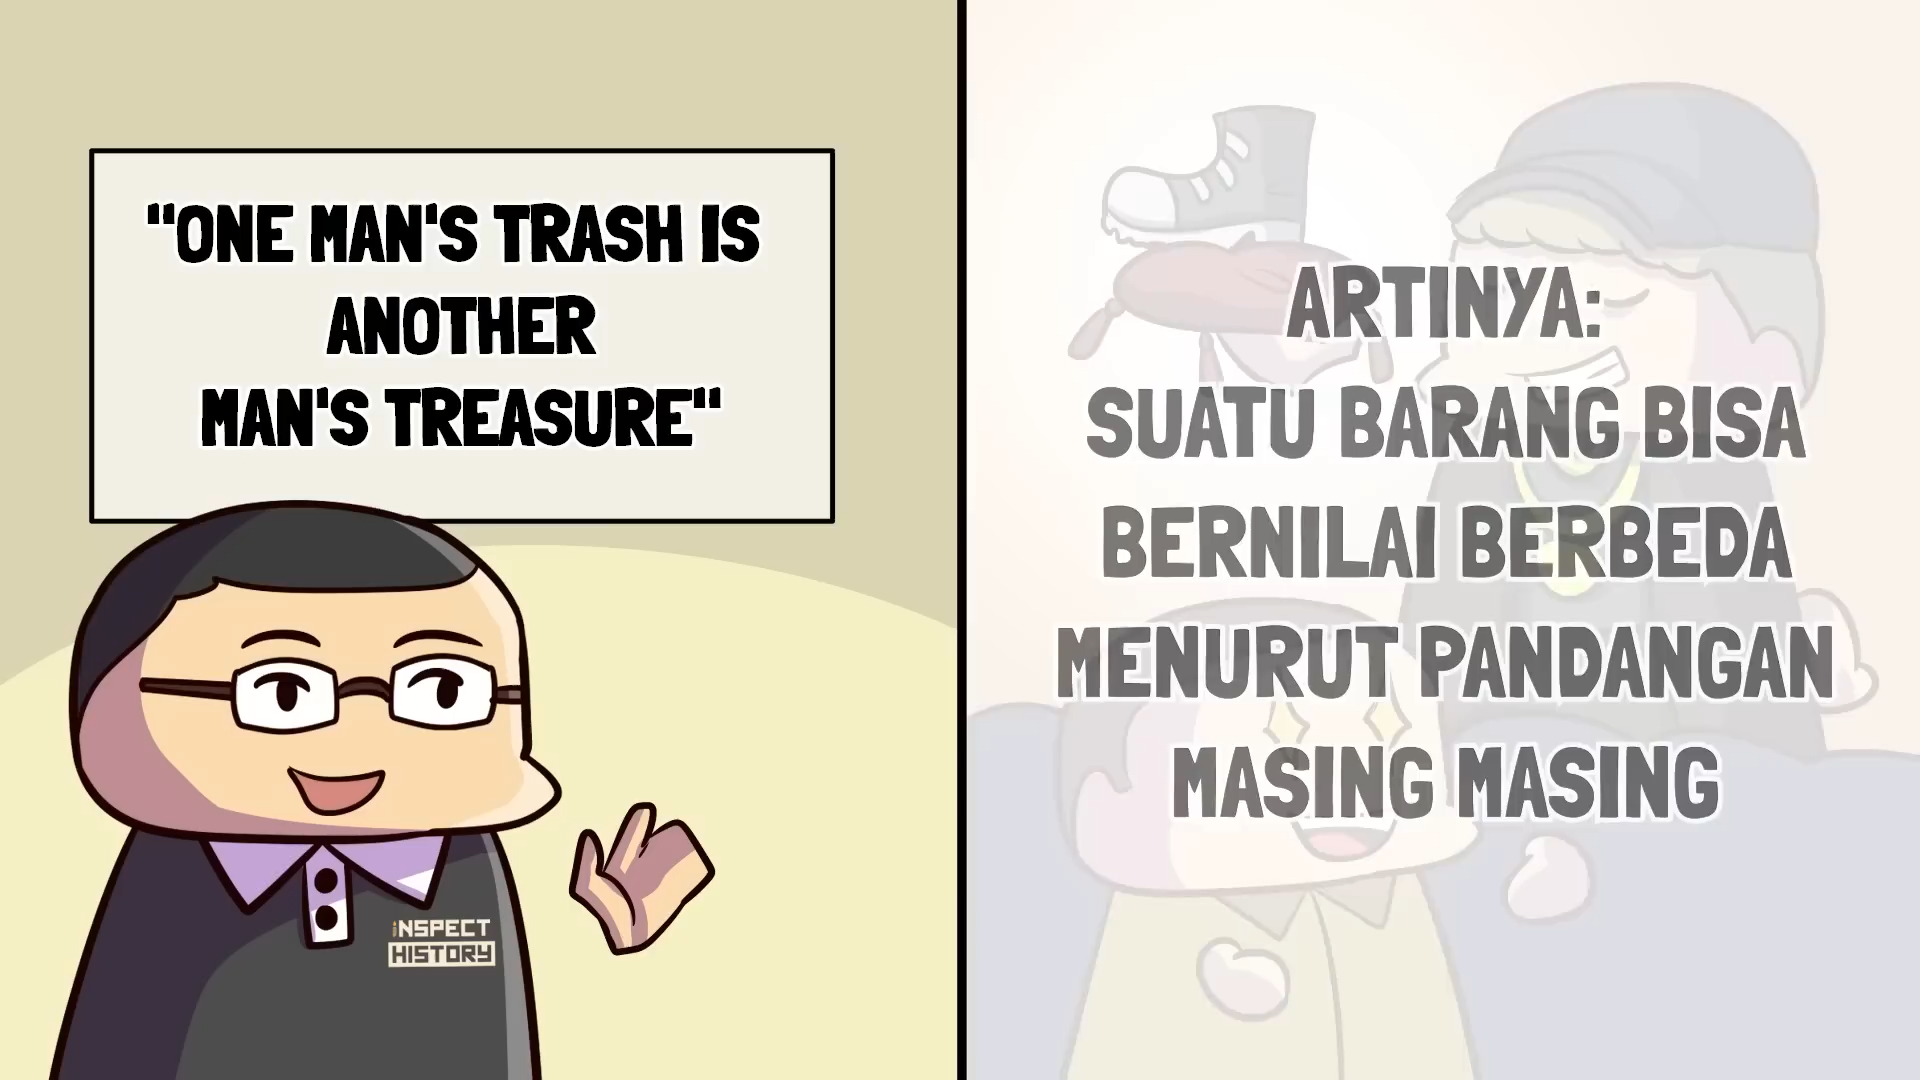 "ONE MAN'S TRASH IS
ANOTHER
MAN'S TREASURE"
INSPECT
HISTORY
ARTINYA:
SUATU BARANG BISA
BERNILAI BERBEDA
MENURUT PANDANGAN
MASING MASING